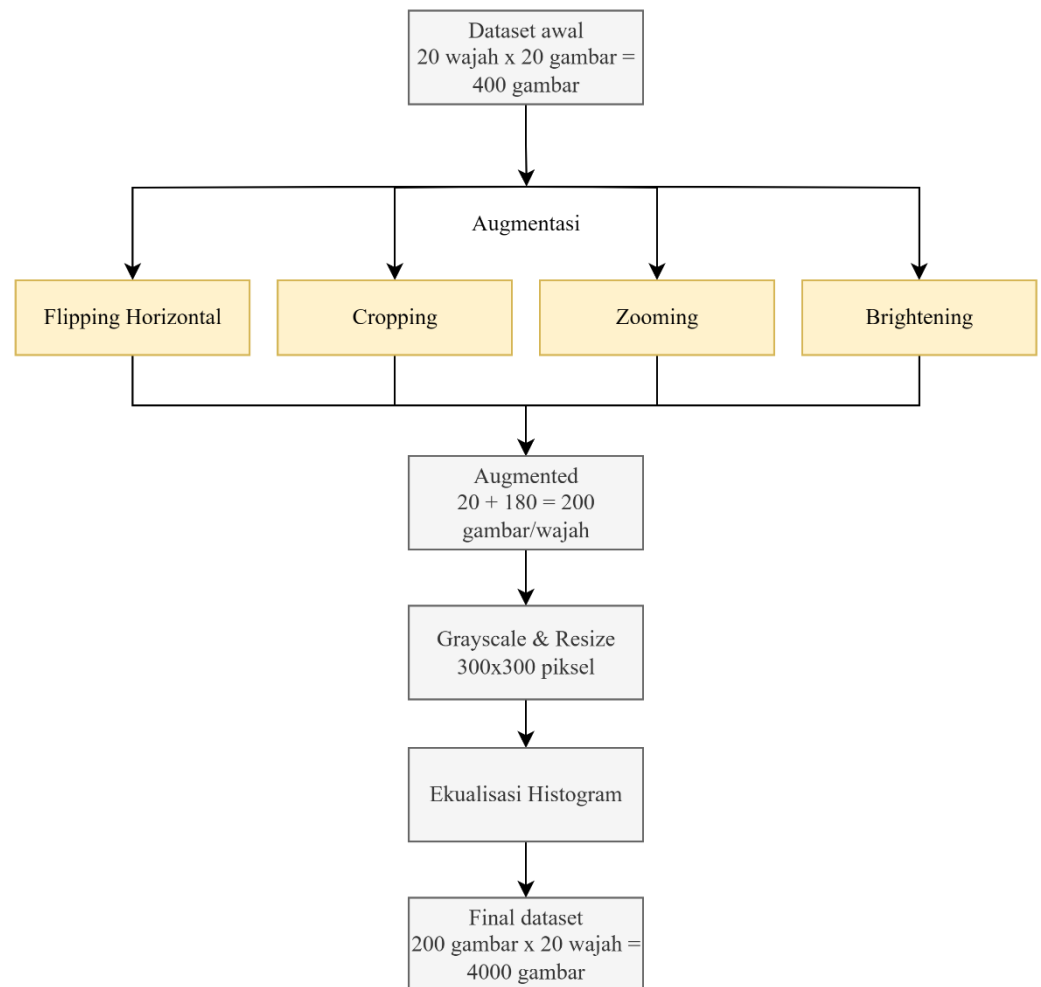 Dataset awal
20 wajah x 20 gambar =
400 gambar
Augmentasi
Flipping Horizontal
Cropping
Zooming
Brightening
Augmented
20 + 180 = 200
gambar/wajah
Grayscale & Resize
300x300 piksel
Ekualisasi Histogram
Final dataset
200 gambar x 20 wajah =
4000 gambar